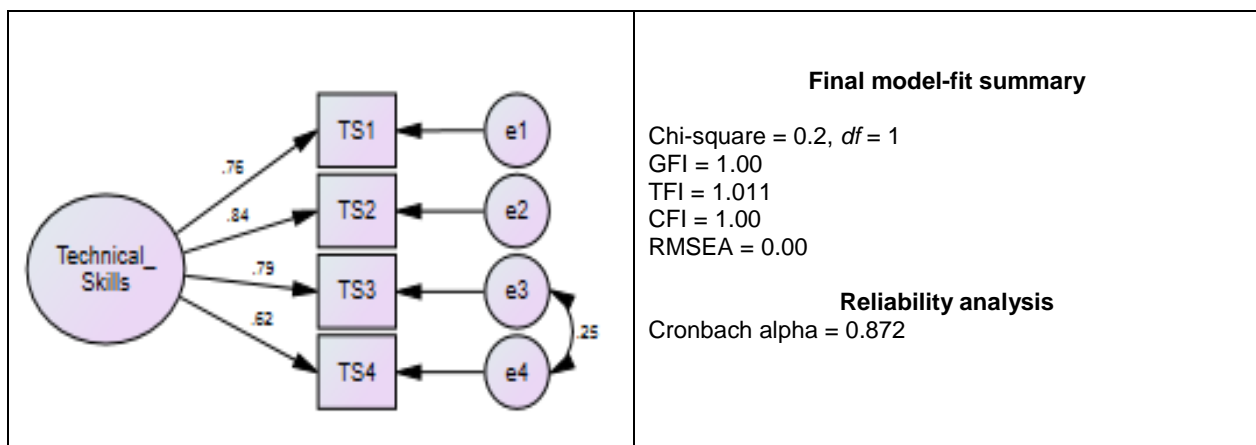 TS1
e1
.76
TS2
e2
.84
Technical_
Skills
.79
TS3
e3
.62
.25
TS4
e4
Final model-fit summary
Chi-square = 0.2, df = 1
GFI = 1.00
TFI = 1.011
CFI = 1.00
RMSEA = 0.00
Reliability analysis
Cronbach alpha = 0.872